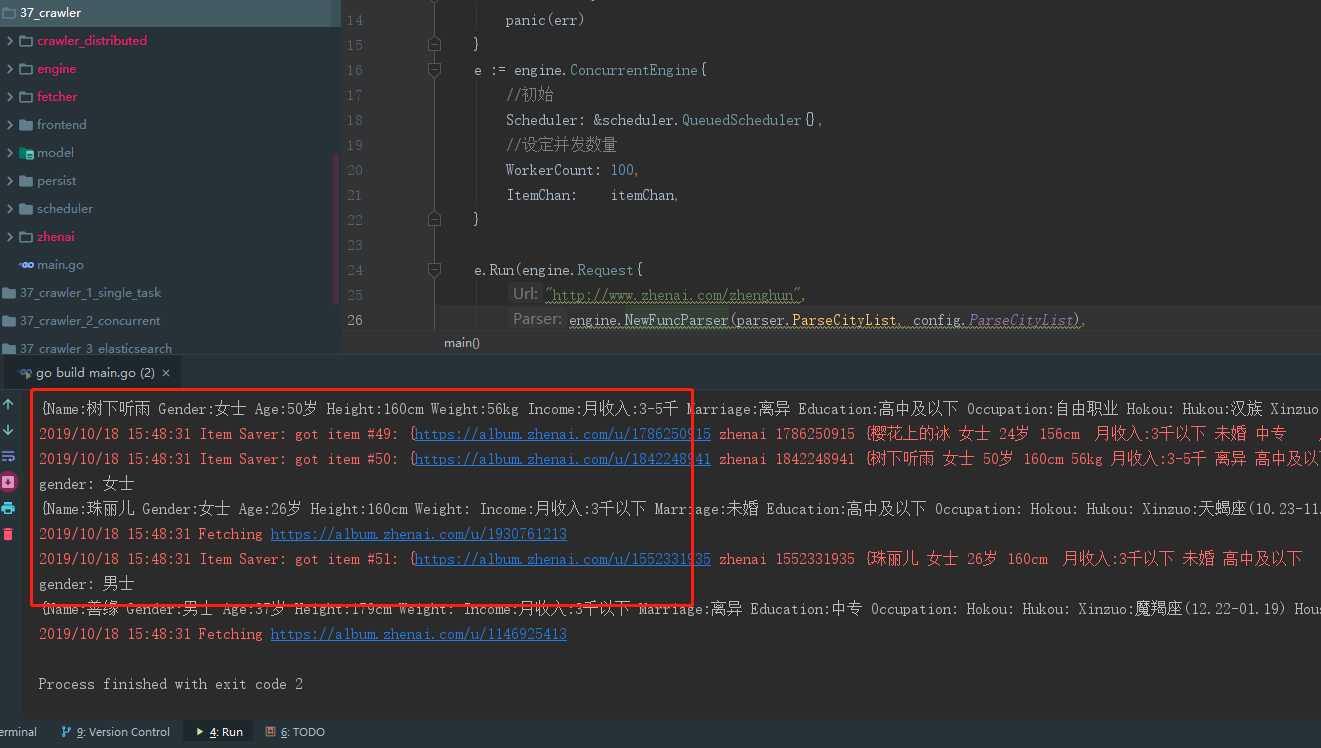 37_crawler
crawler_distributed
engine
fetcher
frontend
model
persist
scheduler
zhenai
main.go
37_crawler_1_single_task
37_crawler_2_concurrent
37_crawler_3_elasticsearch
14 panic(err)
15 }
16 e := engine.ConcurrentEngine{
17 //初始
18 Scheduler: &scheduler.QueuedScheduler{},
19 //设定并发数量
20 WorkerCount: 100,
21 ItemChan: itemChan,
22 }
23
24 e.Run(engine.Request{
25 Url: "http://www.zhenai.com/zhenghun",
26 Parser: engine.NewFuncParser(parser.ParseCityList, config.ParseCityList),
main()
go build main.go (2) ×
{Name:树下听雨 Gender:女士 Age:50岁 Height:160cm Weight:56kg Income:月收入:3-5千 Marriage:离异 Education:高中及以下 Occupation:自由职业 Hokou: Hukou:汉族 Xinzuo
2019/10/18 15:48:31 Item Saver: got item #49: {https://album.zhenai.com/u/1786250915 zhenai 1786250915 {樱花上的冰 女士 24岁 156cm 月收入:3千以下 未婚 中专
2019/10/18 15:48:31 Item Saver: got item #50: {https://album.zhenai.com/u/1842248941 zhenai 1842248941 {树下听雨 女士 50岁 160cm 56kg 月收入:3-5千 离异 高中及以下
gender: 女士
{Name:珠丽儿 Gender:女士 Age:26岁 Height:160cm Weight: Income:月收入:3千以下 Marriage:未婚 Education:高中及以下 Occupation: Hokou: Hukou: Xinzuo:天蝎座(10.23-11.
2019/10/18 15:48:31 Fetching https://album.zhenai.com/u/1930761213
2019/10/18 15:48:31 Item Saver: got item #51: {https://album.zhenai.com/u/1552331935 zhenai 1552331935 {珠丽儿 女士 26岁 160cm 月收入:3千以下 未婚 高中及以下
gender: 男士
{Name:善缘 Gender:男士 Age:37岁 Height:179cm Weight: Income:月收入:3千以下 Marriage:离异 Education:中专 Occupation: Hokou: Hukou: Xinzuo:魔羯座(12.22-01.19) Hous
2019/10/18 15:48:31 Fetching https://album.zhenai.com/u/1146925413
Process finished with exit code 2
erminal 9: Version Control 4: Run 6: TODO